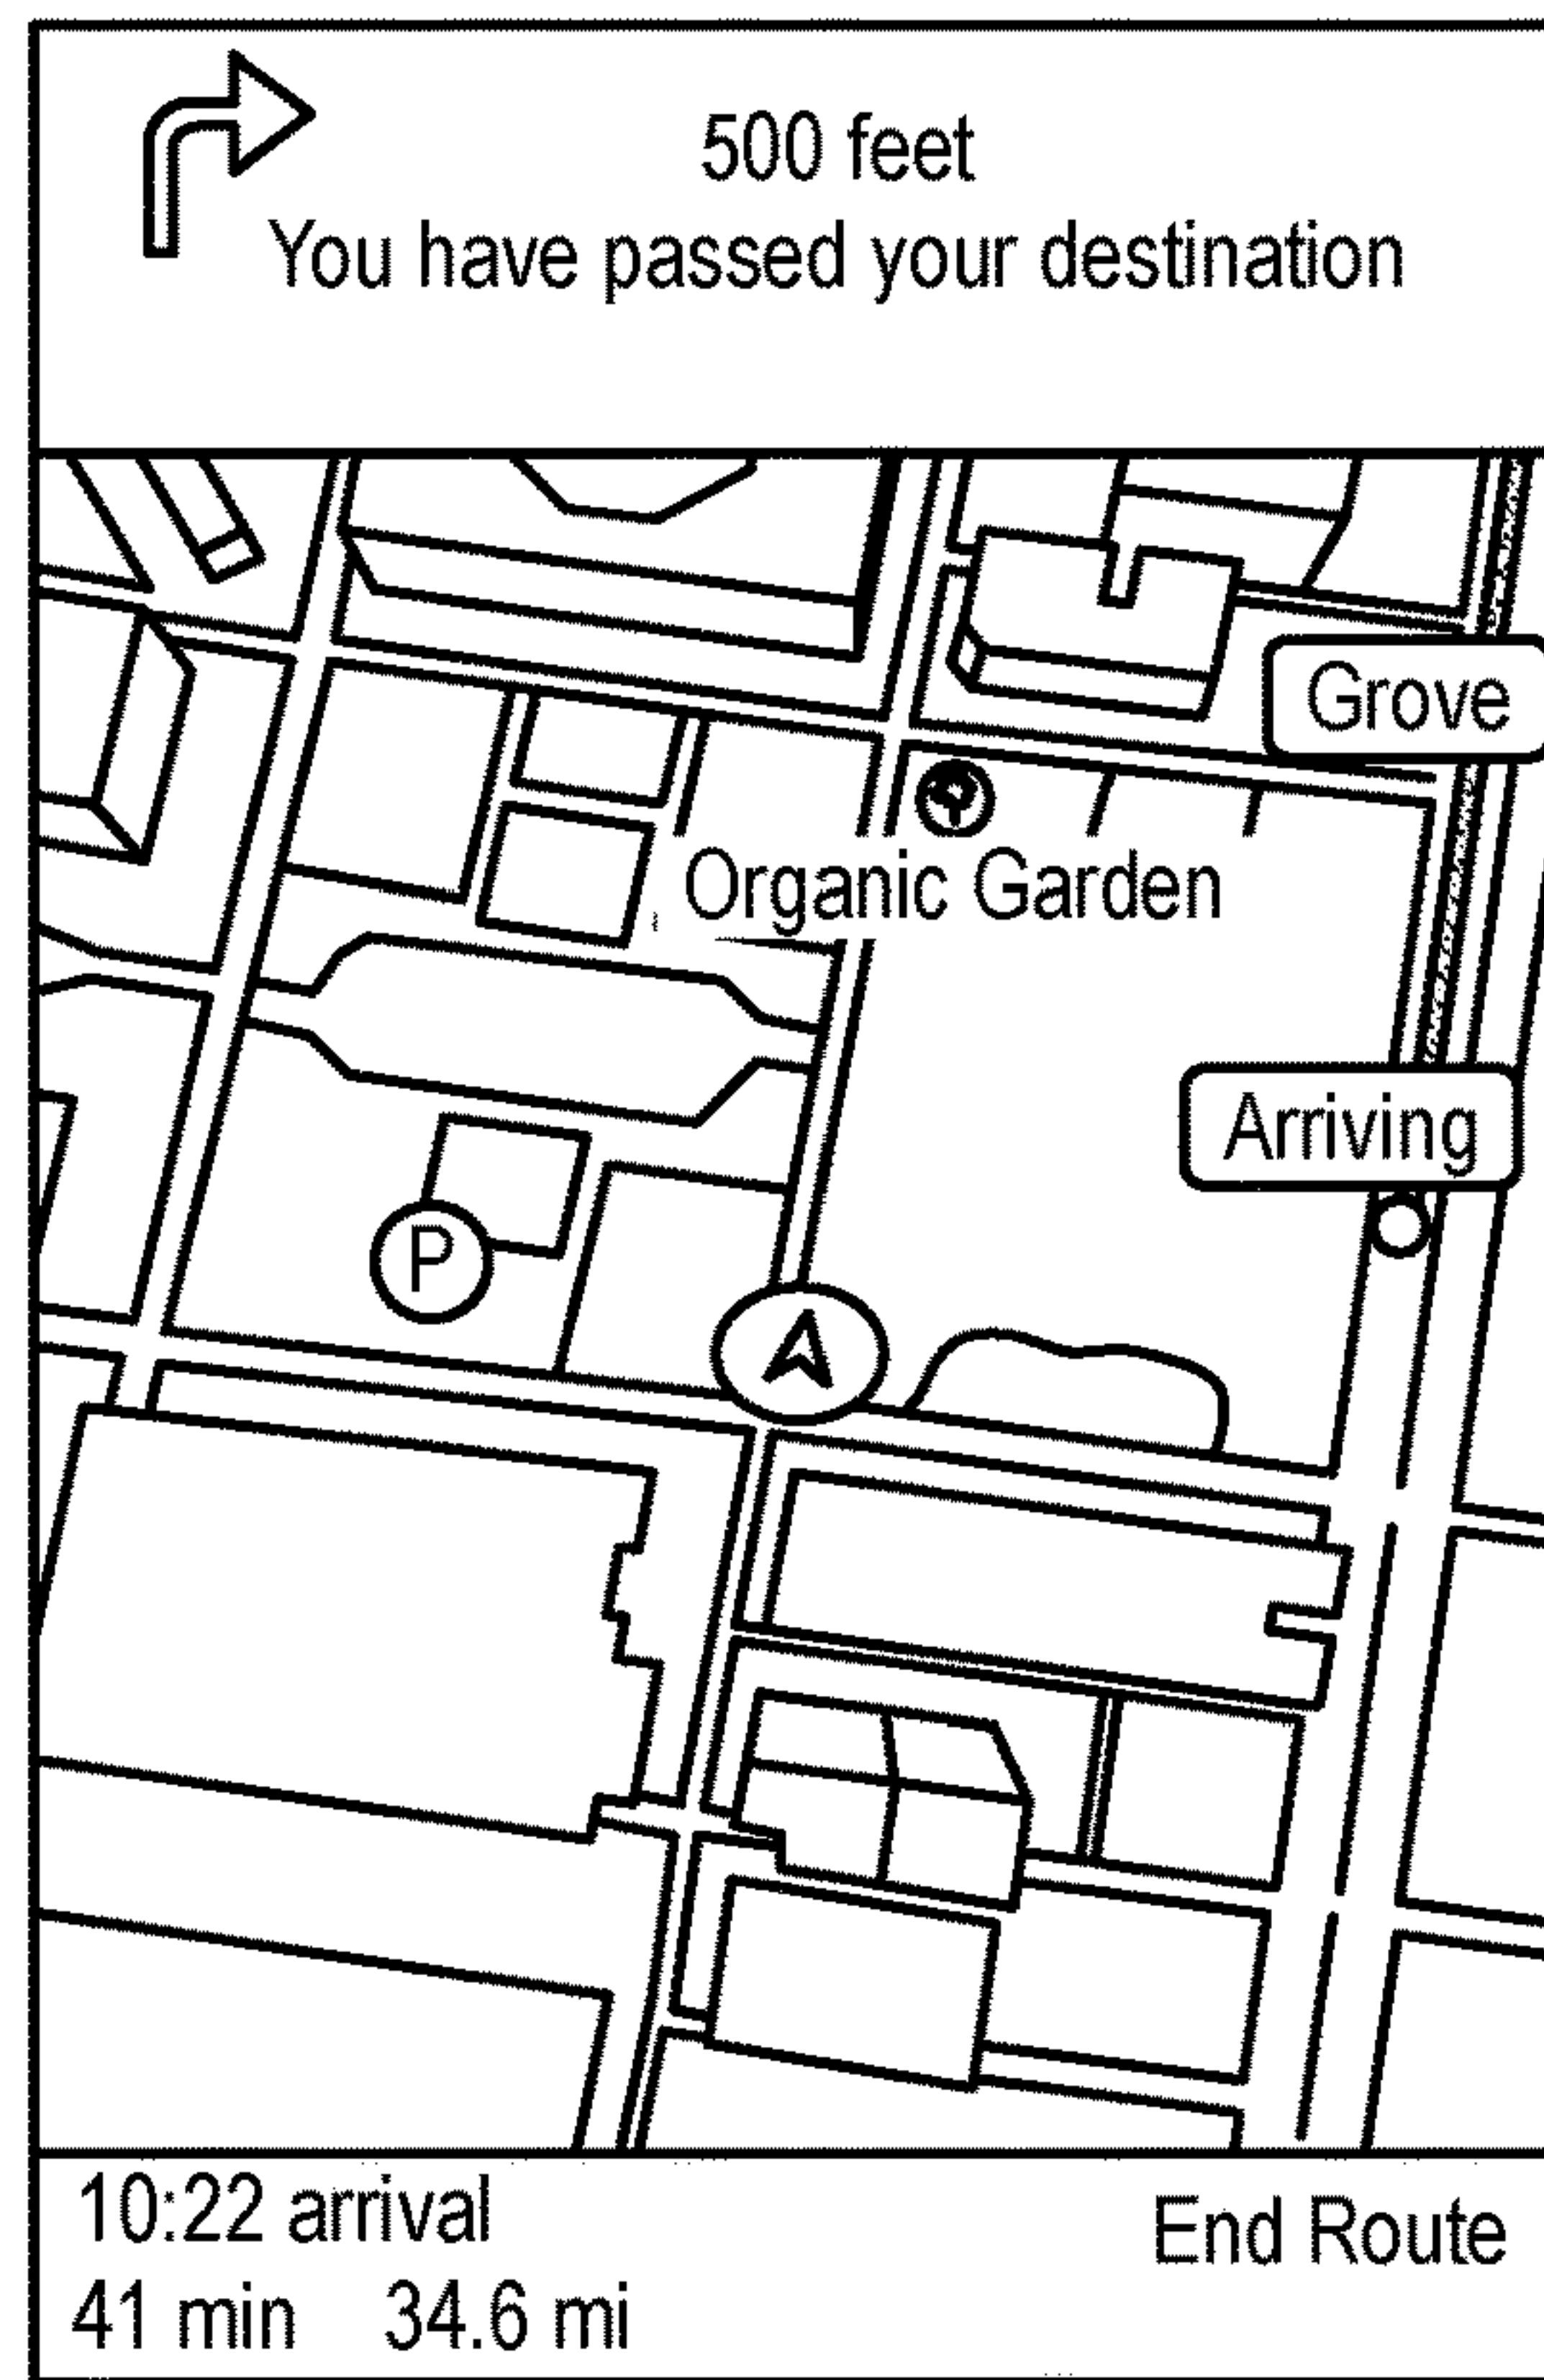 500 feet
You have passed your destination
Grove
Organic Garden
Arriving
P
10:22 arrival
End Route
41 min 34.6 mi